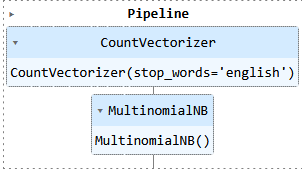 Pipeline
CountVectorizer
CountVectorizer(stop_words='english')
MultinomialNB
MultinomialNB()